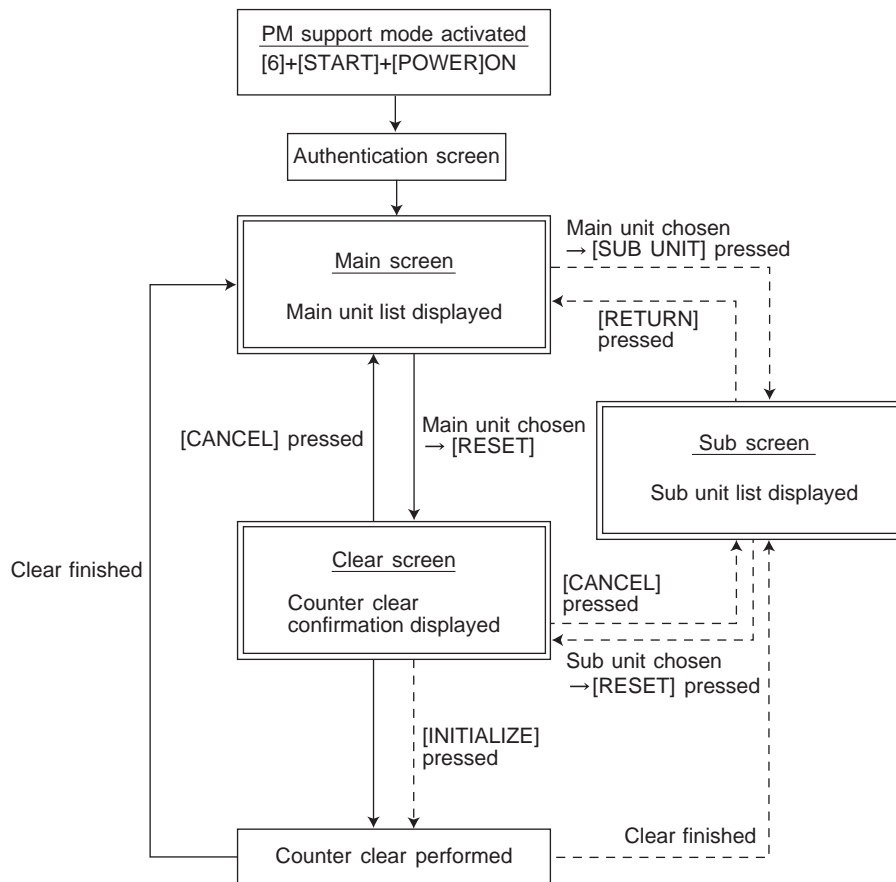 PM support mode activated
[6]+[START]+[POWER]ON
Authentication screen
Main screen
Main unit list displayed
Main unit chosen
→ [SUB UNIT] pressed
[RETURN]
pressed
[CANCEL] pressed
Main unit chosen
→ [RESET]
Sub screen
Sub unit list displayed
Clear finished
Clear screen
Counter clear
confirmation displayed
[CANCEL]
pressed
Sub unit chosen
→[RESET] pressed
[INITIALIZE]
pressed
Counter clear performed
Clear finished